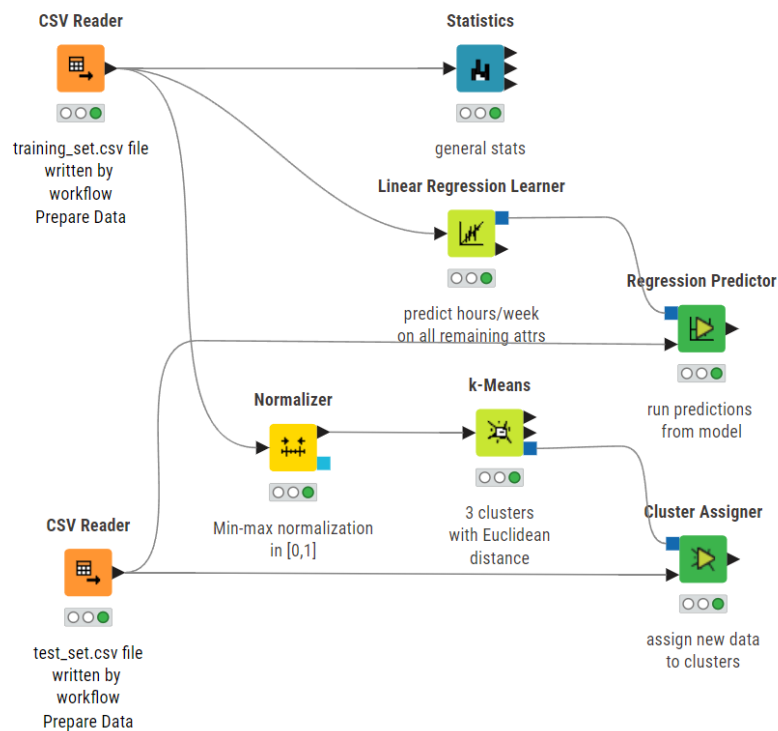 CSV Reader
training_set.csv file
written by
workflow
Prepare Data
Statistics
general stats
Linear Regression Learner
predict hours/week
on all remaining attrs
Regression Predictor
run predictions
from model
Normalizer
Min-max normalization
in [0,1]
k-Means
3 clusters
with Euclidean
distance
CSV Reader
test_set.csv file
written by
workflow
Prepare Data
Cluster Assigner
assign new data
to clusters